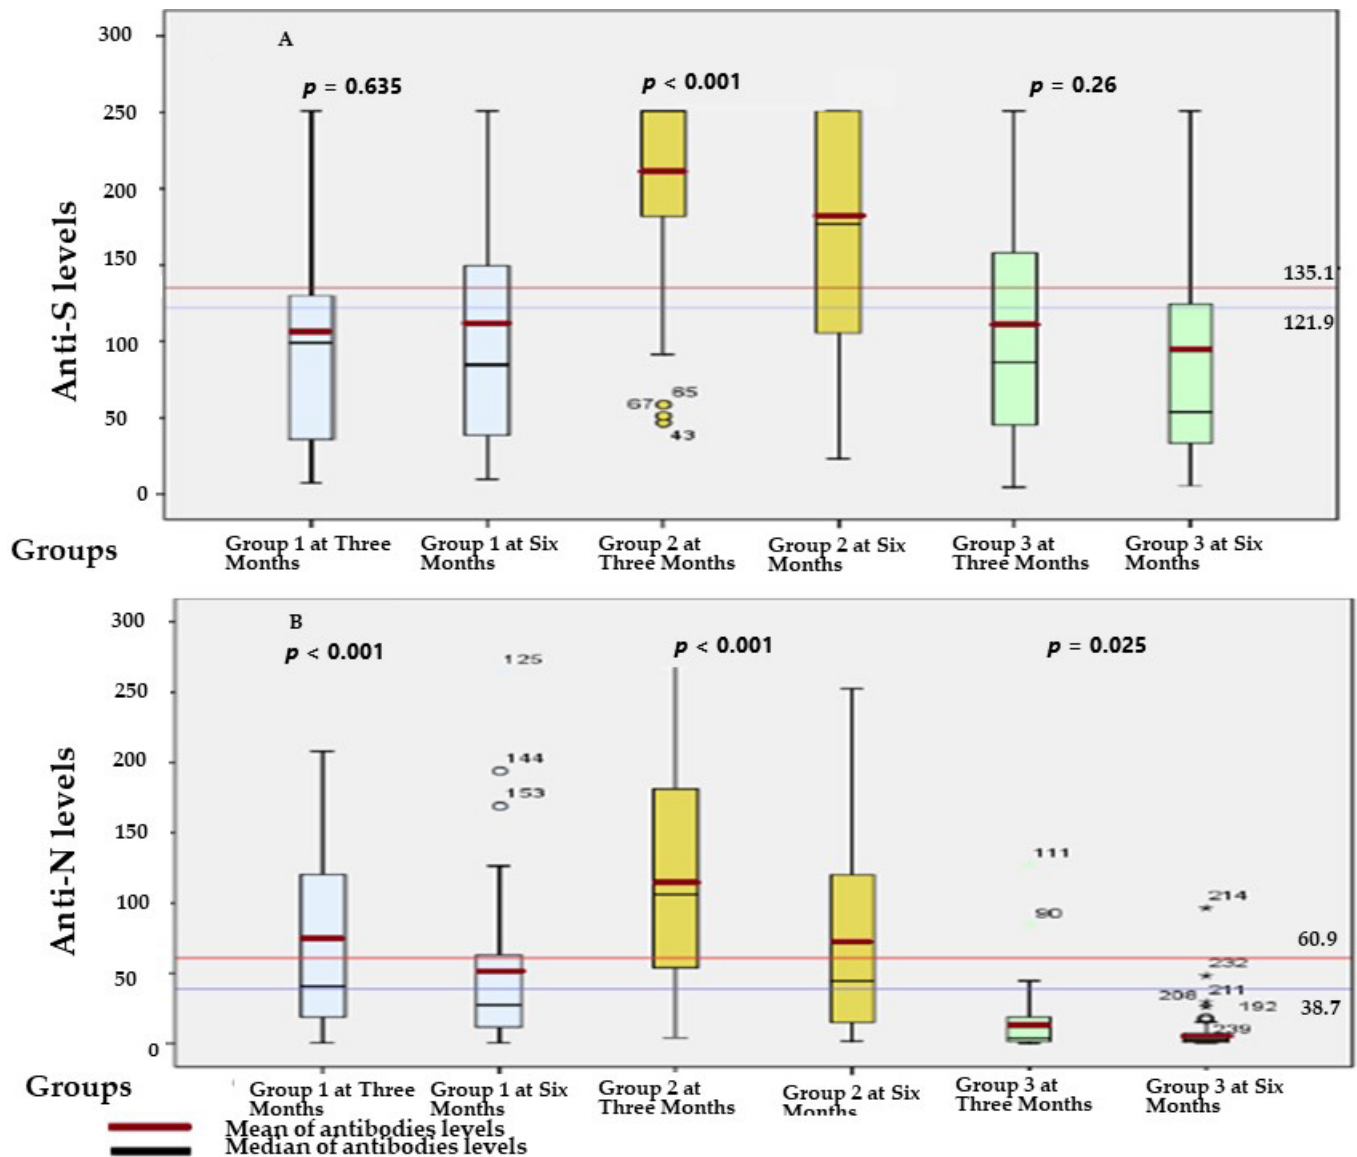 A
300
250
200
150
100
50
0
Anti-S levels
p = 0.635
p < 0.001
p = 0.26
135.1
121.9
65
67
43
Groups
Group 1 at Three
Months
Group 1 at Six
Months
Group 2 at
Three Months
Group 2 at Six
Months
Group 3 at
Three Months
Group 3 at Six
Months
B
300
250
200
150
100
50
0
Anti-N levels
p < 0.001
p < 0.001
p = 0.025
125
144
153
111
90
214
232
211
208
192
239
60.9
38.7
Groups
Group 1 at Three
Months
Group 1 at Six
Months
Group 2 at
Three Months
Group 2 at Six
Months
Group 3 at
Three Months
Group 3 at Six
Months
Mean of antibodies levels
Median of antibodies levels